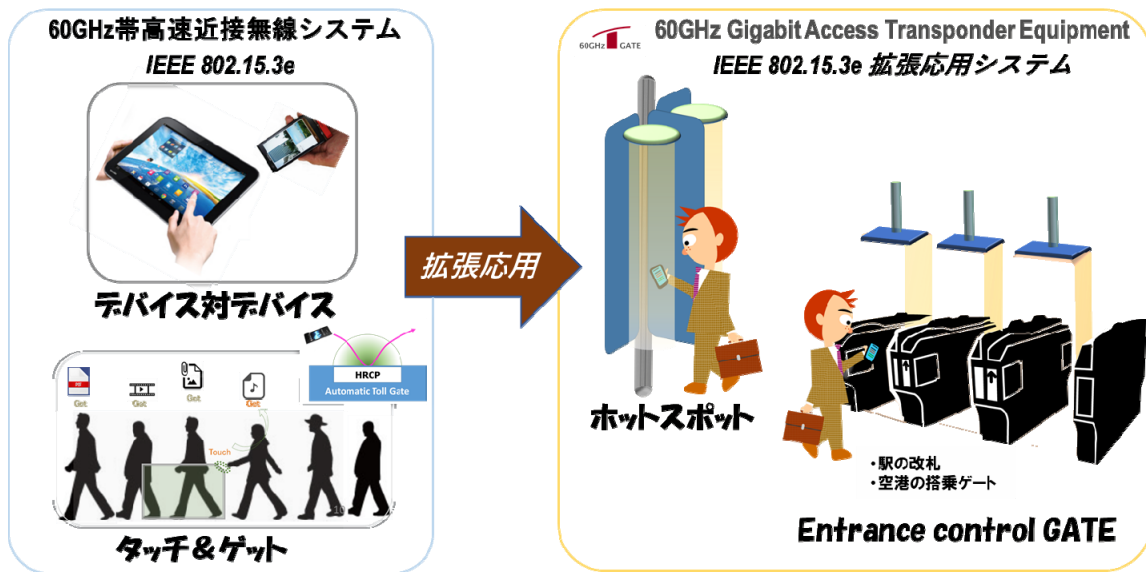 60GHz帯高速近接無線システム
IEEE 802.15.3e
デバイス対デバイス
HRCP
Automatic Toll Gate
PDF
Get
Get
Get
Get
Touch
10
タッチ&ゲット
拡張応用
60GHz GATE
60GHz Gigabit Access Transponder Equipment
IEEE 802.15.3e 拡張応用システム
ホットスポット
・駅の改札
・空港の搭乗ゲート
Entrance control GATE